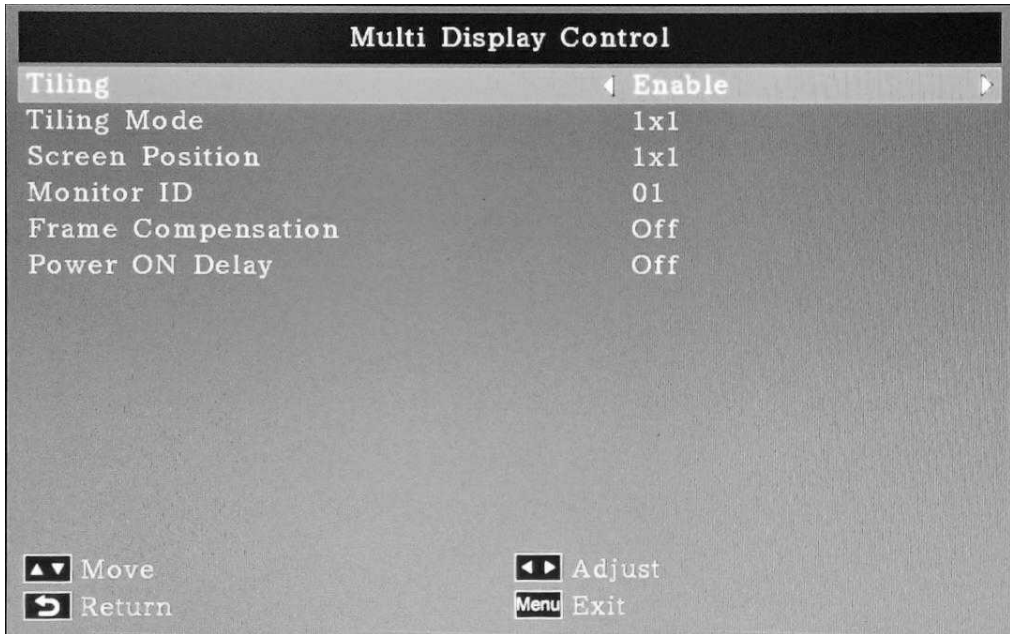 Multi Display Control
Tiling Enable
Tiling Mode 1x1
Screen Position 1x1
Monitor ID 01
Frame Compensation Off
Power ON Delay Off
Move Adjust
Return Menu Exit